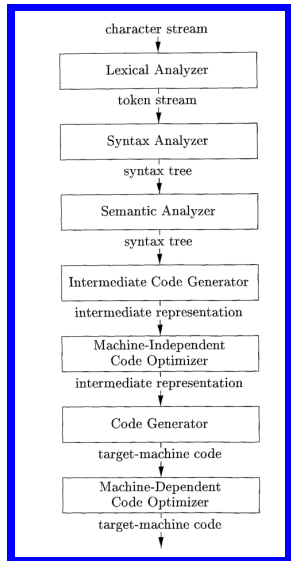 character stream
Lexical Analyzer
token stream
Syntax Analyzer
syntax tree
Semantic Analyzer
syntax tree
Intermediate Code Generator
intermediate representation
Machine-Independent
Code Optimizer
intermediate representation
Code Generator
target-machine code
Machine-Dependent
Code Optimizer
target-machine code